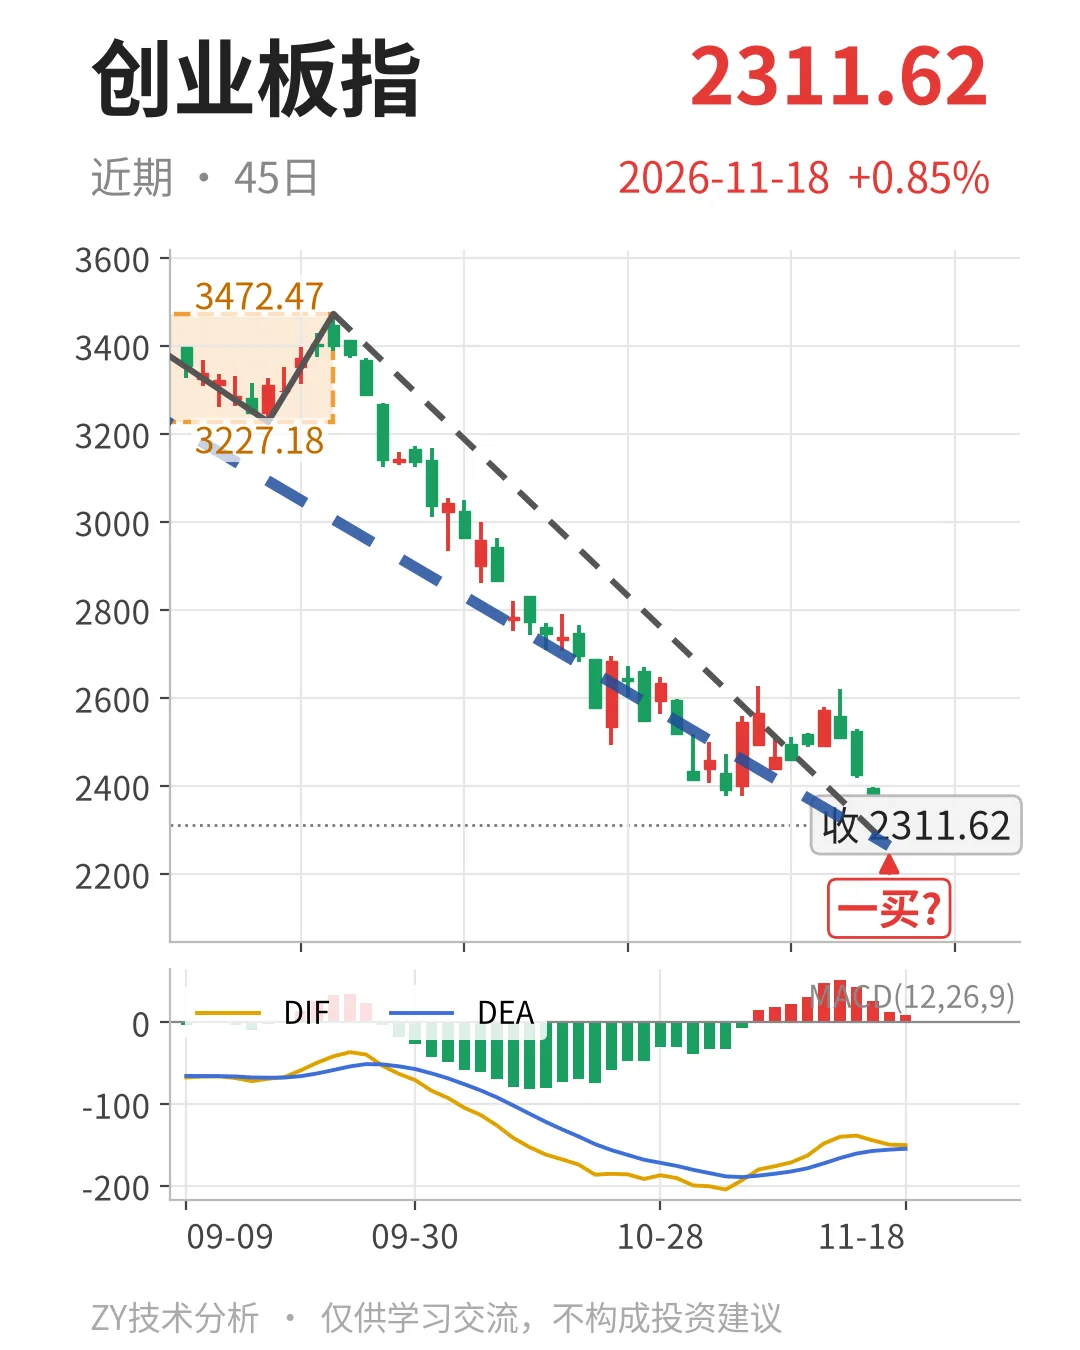 创业板指 2311.62
近期 · 45日 2026-11-18 +0.85%
3600
3472.47
3400
3227.18
3200
3000
2800
2600
2400
收 2311.62
2200
一买?
DIF DEA MACD(12,26,9)
0
-100
-200
09-09 09-30 10-28 11-18
ZY技术分析 · 仅供学习交流，不构成投资建议